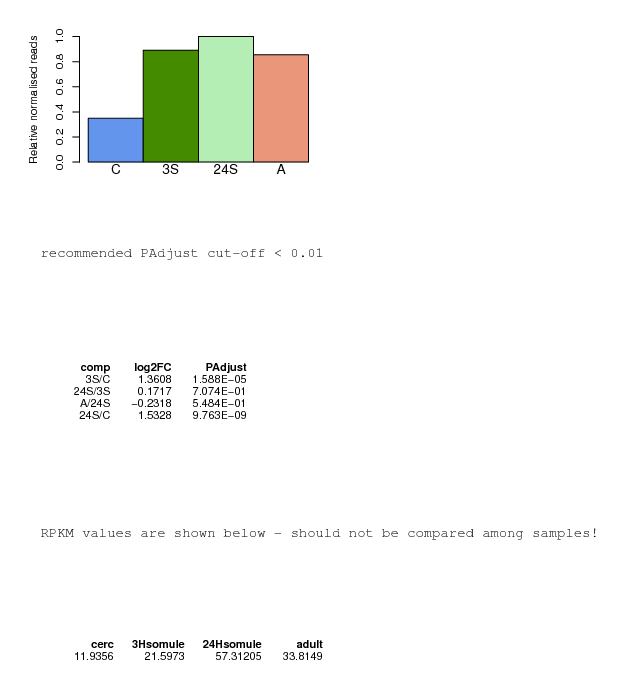 Relative normalised reads
1.0
0.8
0.6
0.4
0.2
0.0
C 3S 24S A
recommended PAdjust cut-off < 0.01
comp log2FC PAdjust
3S/C 1.3608 1.588E−05
24S/3S 0.1717 7.074E−01
A/24S −0.2318 5.484E−01
24S/C 1.5328 9.763E−09
RPKM values are shown below - should not be compared among samples!
cerc 3Hsomule 24Hsomule adult
11.9356 21.5973 57.31205 33.8149